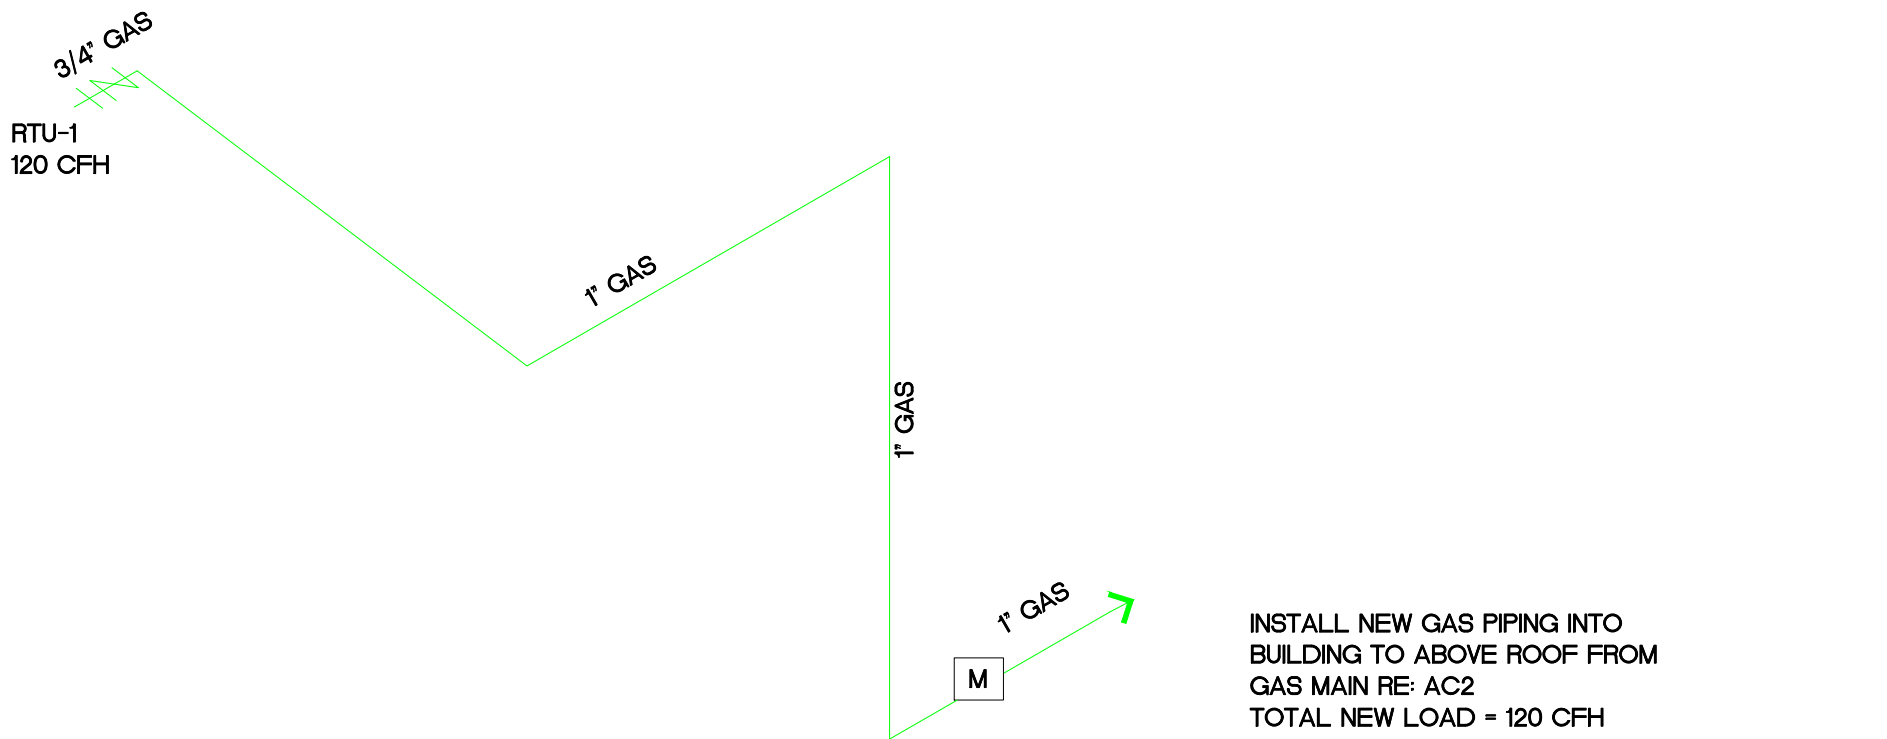 3/4" GAS
RTU-1
120 CFH
1" GAS
1" GAS
1" GAS
M
INSTALL NEW GAS PIPING INTO
BUILDING TO ABOVE ROOF FROM
GAS MAIN RE: AC2
TOTAL NEW LOAD = 120 CFH